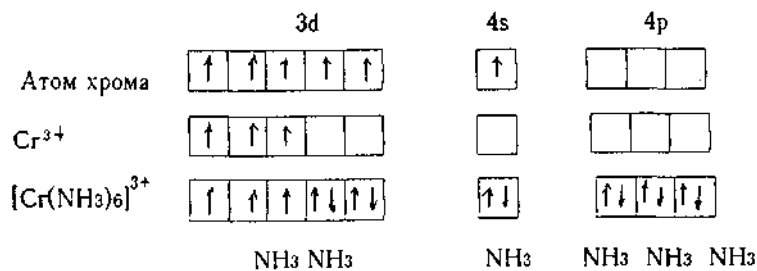 3d 4s 4p
Атом хрома
Cr³⁺
[Cr(NH₃)₆]³⁺
NH₃ NH₃ NH₃ NH₃ NH₃ NH₃